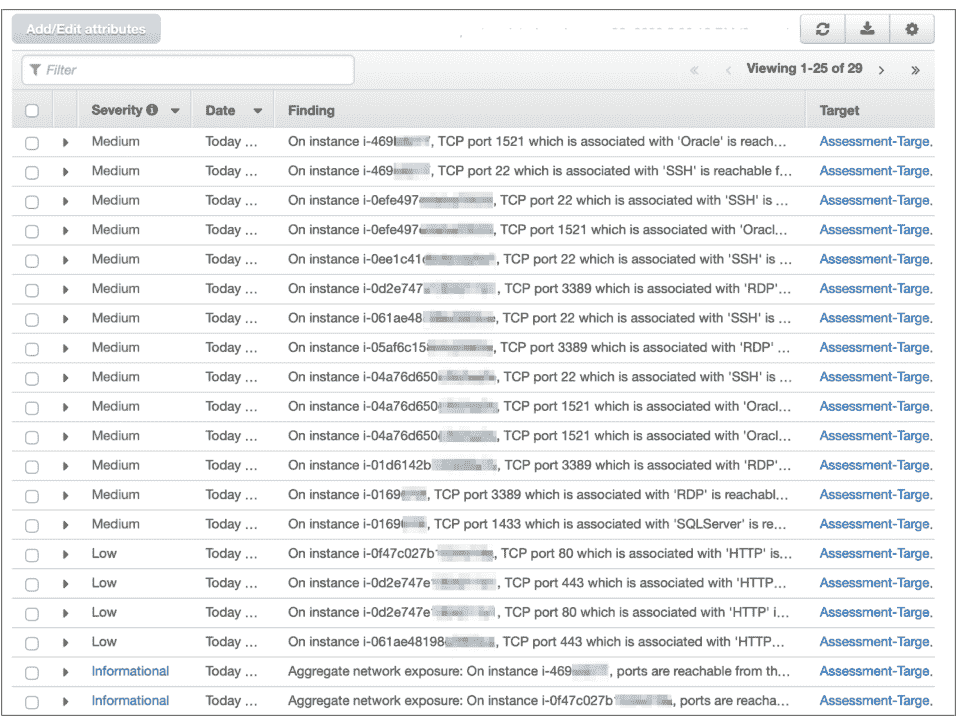 Add/Edit attributes
Filter
Viewing 1-25 of 29
Severity Date Finding Target
Medium Today ... On instance i-469 , TCP port 1521 which is associated with 'Oracle' is reach... Assessment-Targe.
Medium Today ... On instance i-469 , TCP port 22 which is associated with 'SSH' is reachable f... Assessment-Targe.
Medium Today ... On instance i-0efe497 , TCP port 22 which is associated with 'SSH' is ... Assessment-Targe.
Medium Today ... On instance i-0efe497 , TCP port 1521 which is associated with 'Oracl... Assessment-Targe.
Medium Today ... On instance i-0ee1c41 , TCP port 22 which is associated with 'SSH' is ... Assessment-Targe.
Medium Today ... On instance i-0d2e747 , TCP port 3389 which is associated with 'RDP'... Assessment-Targe.
Medium Today ... On instance i-061ae48 , TCP port 22 which is associated with 'SSH' is ... Assessment-Targe.
Medium Today ... On instance i-05af6c15 , TCP port 3389 which is associated with 'RDP' ... Assessment-Targe.
Medium Today ... On instance i-04a76d650 , TCP port 22 which is associated with 'SSH' is ... Assessment-Targe.
Medium Today ... On instance i-04a76d650 , TCP port 1521 which is associated with 'Oracl... Assessment-Targe.
Medium Today ... On instance i-04a76d650 , TCP port 1521 which is associated with 'Oracl... Assessment-Targe.
Medium Today ... On instance i-01d6142b , TCP port 3389 which is associated with 'RDP'... Assessment-Targe.
Medium Today ... On instance i-0169 , TCP port 3389 which is associated with 'RDP' is reachabl... Assessment-Targe.
Medium Today ... On instance i-0169 , TCP port 1433 which is associated with 'SQLServer' is re... Assessment-Targe.
Low Today ... On instance i-0f47c027b , TCP port 80 which is associated with 'HTTP' is... Assessment-Targe.
Low Today ... On instance i-0d2e747e , TCP port 443 which is associated with 'HTTP... Assessment-Targe.
Low Today ... On instance i-0d2e747e , TCP port 80 which is associated with 'HTTP' i... Assessment-Targe.
Low Today ... On instance i-061ae48198 , TCP port 443 which is associated with 'HTTP... Assessment-Targe.
Informational Today ... Aggregate network exposure: On instance i-469 , ports are reachable from th... Assessment-Targe.
Informational Today ... Aggregate network exposure: On instance i-0f47c027b , ports are reacha... Assessment-Targe.